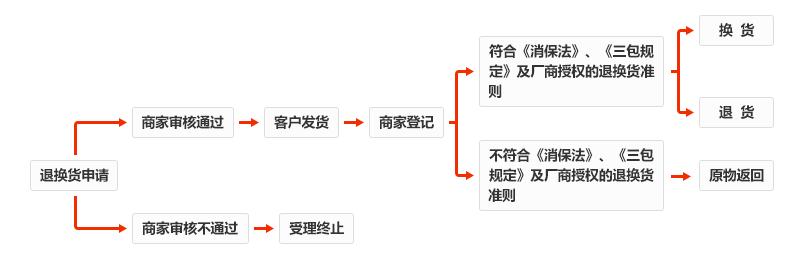 退换货申请
商家审核通过
客户发货
商家登记
符合《消保法》、《三包规
定》及厂商授权的退换货准
则
换 货
退 货
不符合《消保法》、《三包
规定》及厂商授权的退换货
准则
原物返回
商家审核不通过
受理终止